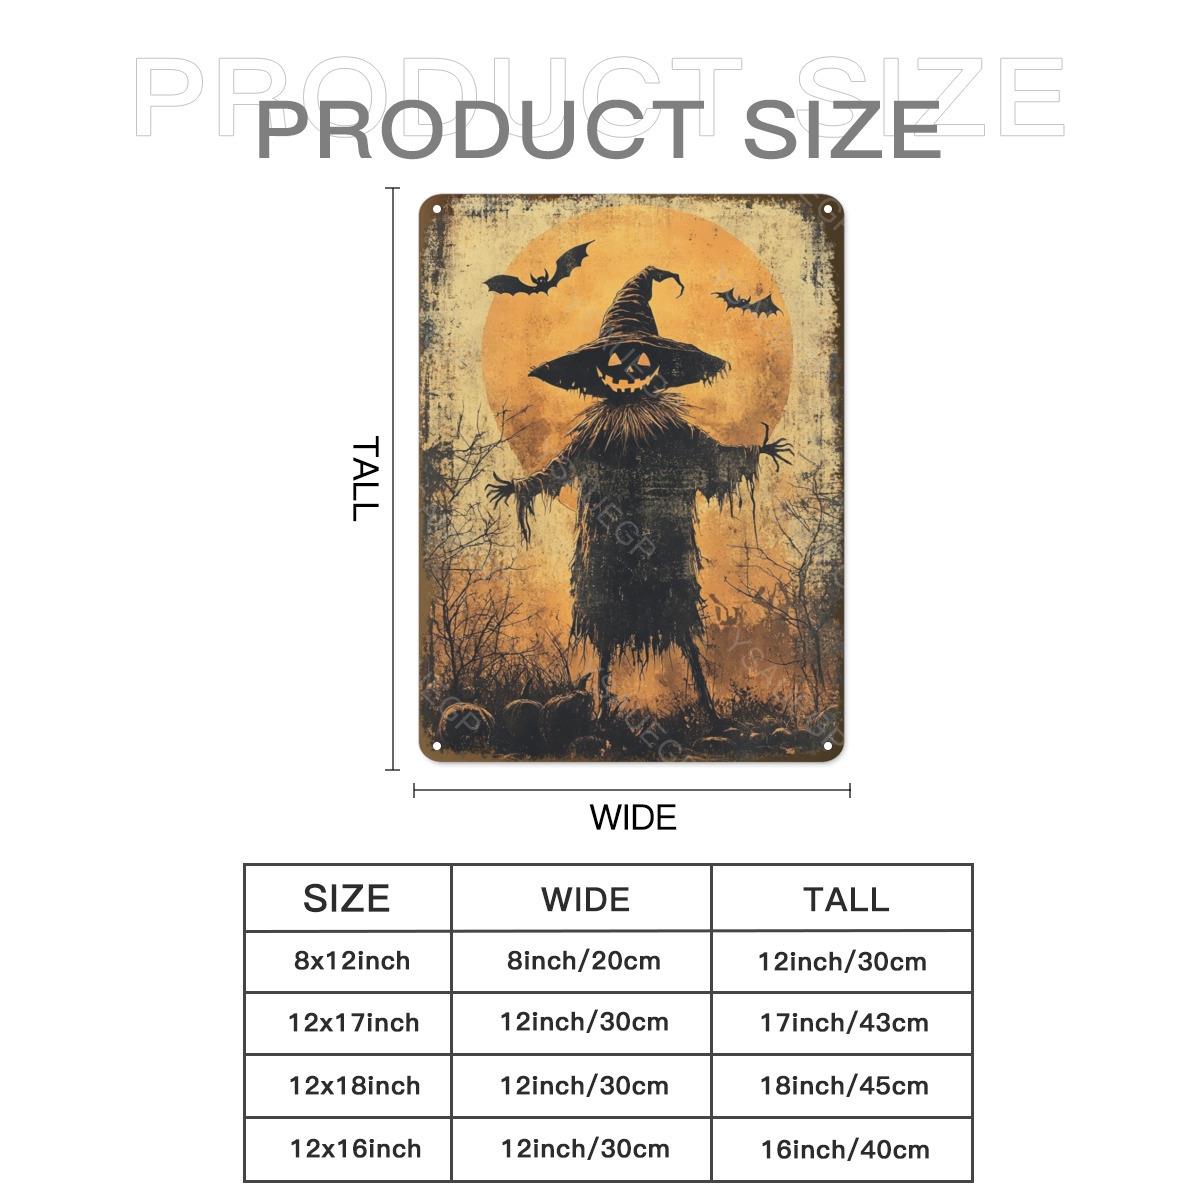 PRODUCT SIZE
PRODUCT SIZE
TALL
WIDE
SIZE WIDE TALL
8x12inch 8inch/20cm 12inch/30cm
12x17inch 12inch/30cm 17inch/43cm
12x18inch 12inch/30cm 18inch/45cm
12x16inch 12inch/30cm 16inch/40cm